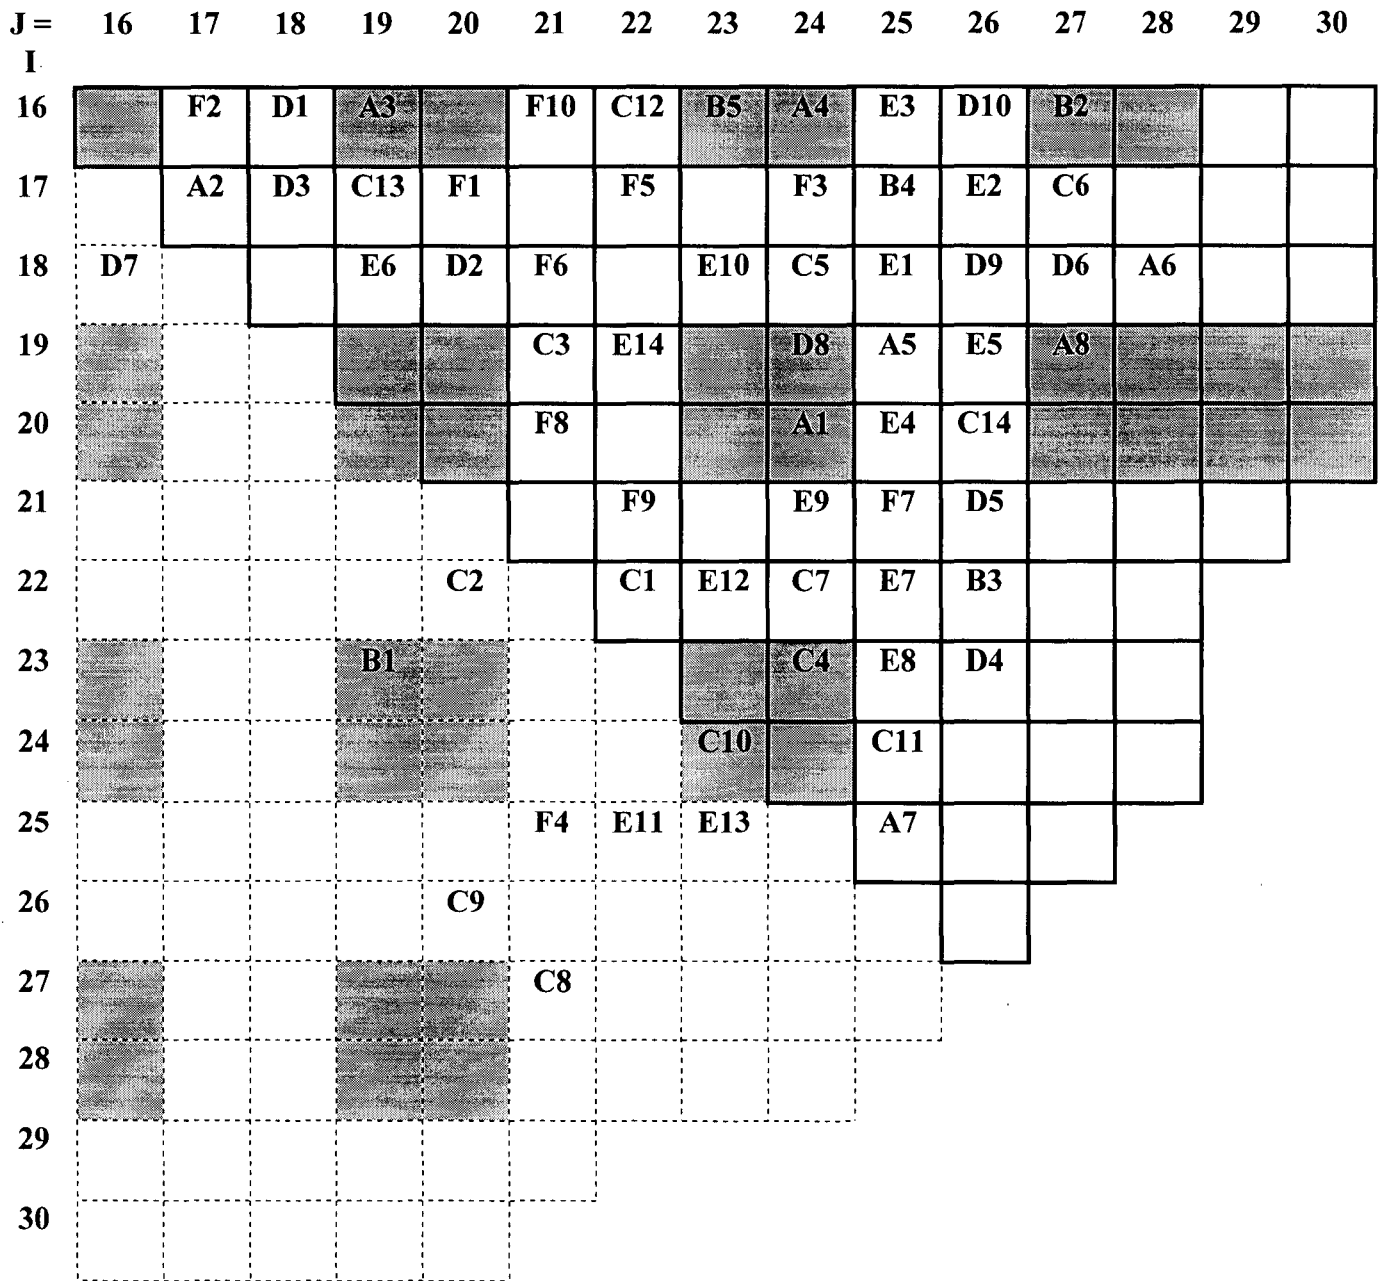 J = 16 17 18 19 20 21 22 23 24 25 26 27 28 29 30
I
16 F2 D1 A3 F10 C12 B5 A4 E3 D10 B2
17 A2 D3 C13 F1 F5 F3 B4 E2 C6
18 D7 E6 D2 F6 E10 C5 E1 D9 D6 A6
19 C3 E14 D8 A5 E5 A8
20 F8 A1 E4 C14
21 F9 E9 F7 D5
22 C2 C1 E12 C7 E7 B3
23 B1 C4 E8 D4
24 C10 C11
25 F4 E11 E13 A7
26 C9
27 C8
28
29
30